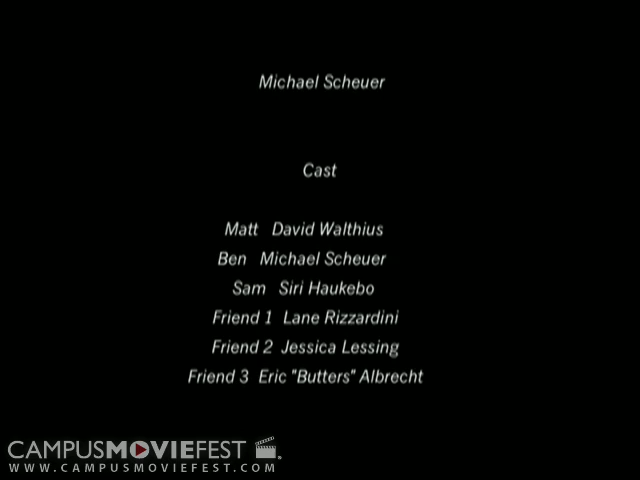 Michael Scheuer
Cast
Matt David Walthius
Ben Michael Scheuer
Sam Siri Haukebo
Friend 1 Lane Rizzardini
Friend 2 Jessica Lessing
Friend 3 Eric "Butters" Albrecht
CAMPUSMOVIEFEST
WWW.CAMPUSMOVIEFEST.COM